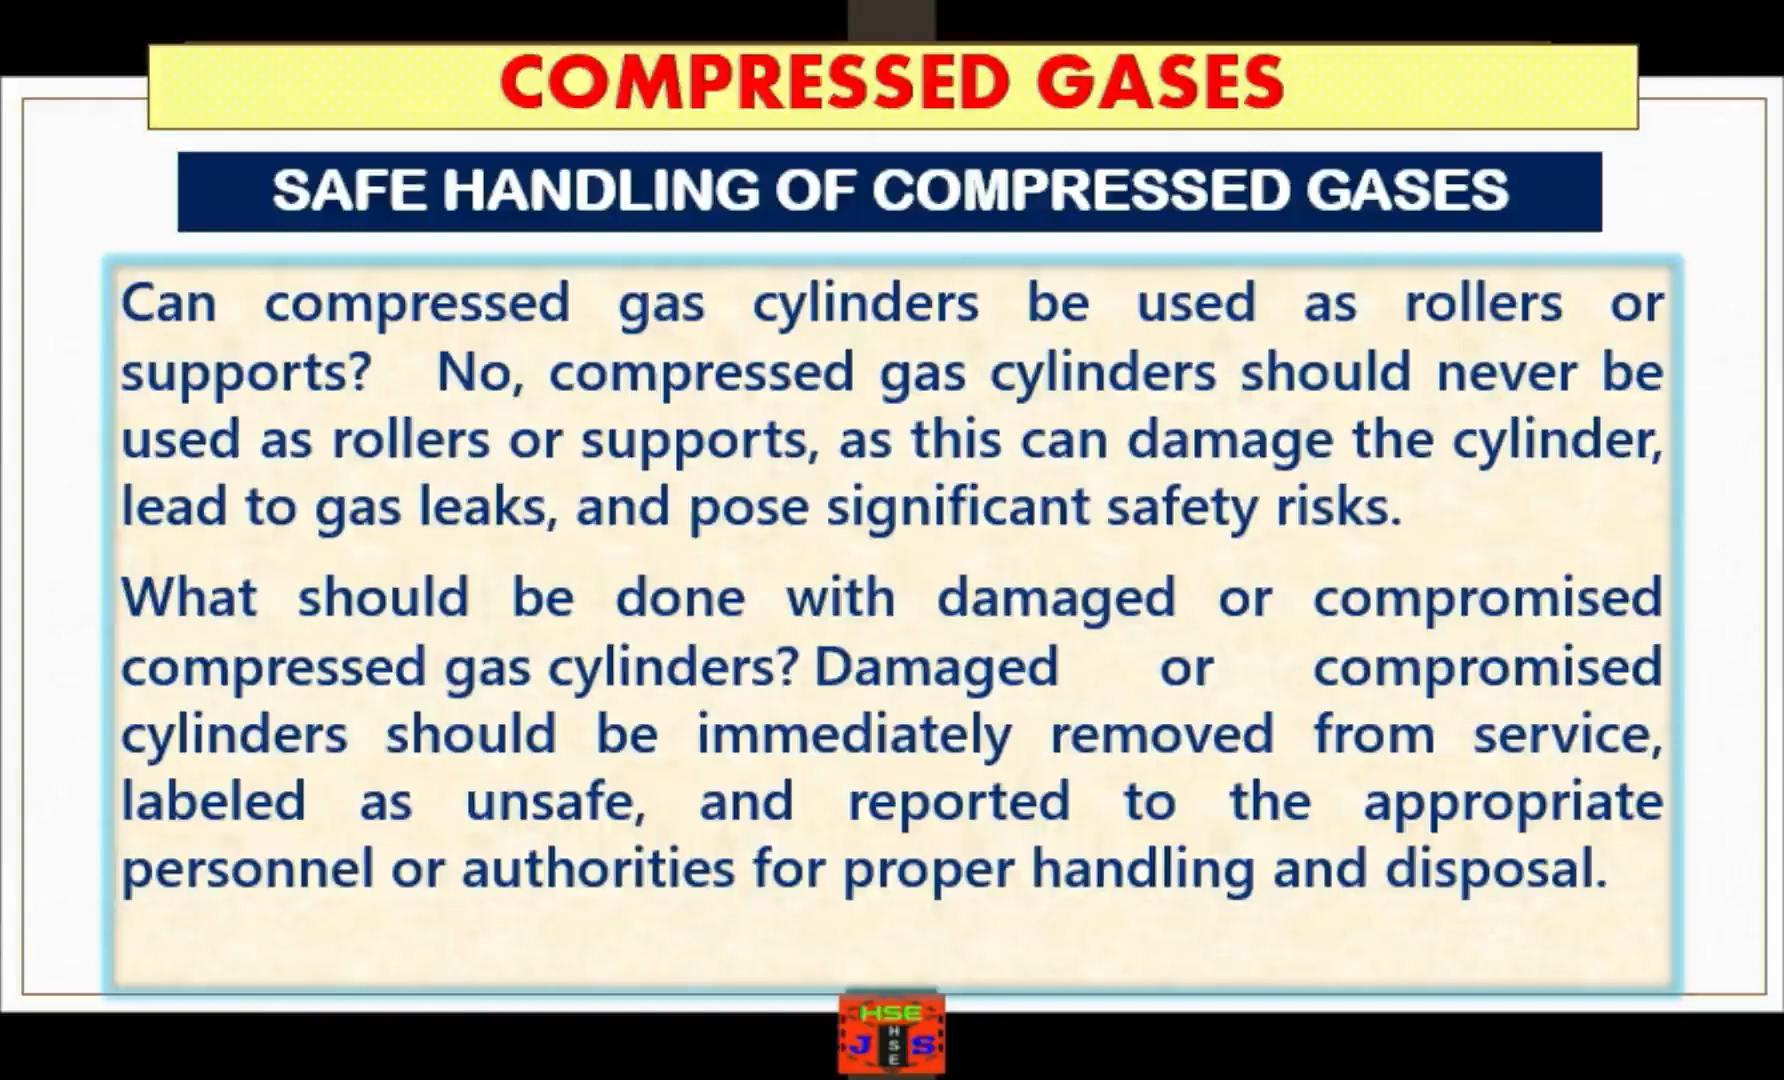 COMPRESSED GASES
SAFE HANDLING OF COMPRESSED GASES
Can compressed gas cylinders be used as rollers or
supports? No, compressed gas cylinders should never be
used as rollers or supports, as this can damage the cylinder,
lead to gas leaks, and pose significant safety risks.
What should be done with damaged or compromised
compressed gas cylinders? Damaged or compromised
cylinders should be immediately removed from service,
labeled as unsafe, and reported to the appropriate
personnel or authorities for proper handling and disposal.
HSE
J HSE S